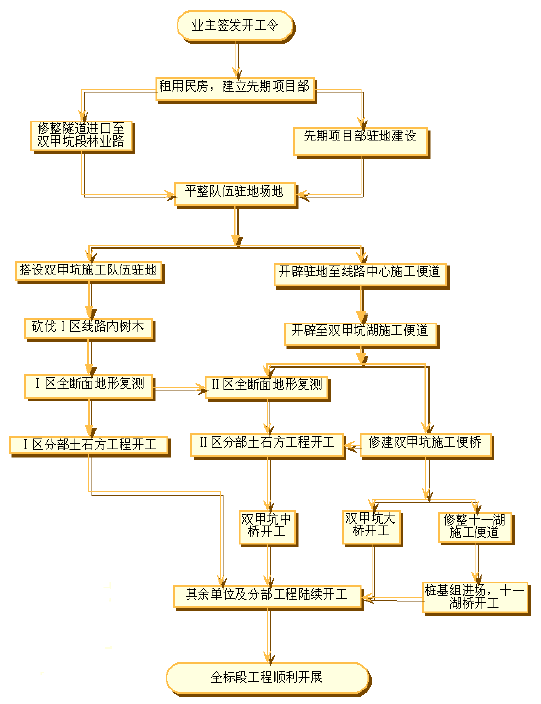 业主签发开工令
租用民房，建立先期项目部
修整隧道进口至
双甲坑段林业路
先期项目部驻地建设
平整队伍驻地场地
搭设双甲坑施工队伍驻地
开辟驻地至线路中心施工便道
砍伐Ⅰ区线路内树木
开辟至双甲坑湖施工便道
Ⅰ区全断面地形复测
Ⅱ区全断面地形复测
Ⅰ区分部土石方工程开工
Ⅱ区分部土石方工程开工
修建双甲坑施工便桥
双甲坑中
桥开工
双甲坑大
桥开工
修整十一湖
施工便道
其余单位及分部工程陆续开工
桩基组进场，十一
湖桥开工
全标段工程顺利开展